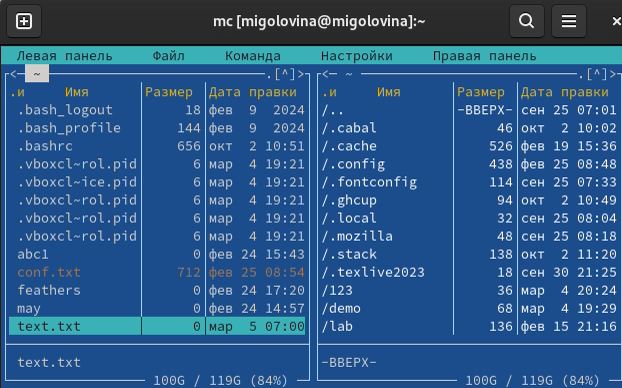 mc [migolovina@migolovina]:~
Левая панель Файл Команда Настройки Правая панель
<─ ~ .[^]>
.и Имя Размер Дата правки
.bash_logout 18 фев 9 2024
.bash_profile 144 фев 9 2024
.bashrc 656 окт 2 10:51
.vboxcl~rol.pid 6 мар 4 19:21
.vboxcl~ice.pid 6 мар 4 19:21
.vboxcl~rol.pid 6 мар 4 19:21
.vboxcl~rol.pid 6 мар 4 19:21
.vboxcl~rol.pid 6 мар 4 19:21
abc1 0 фев 24 15:43
conf.txt 712 фев 25 08:54
feathers 0 фев 24 17:20
may 0 фев 24 14:57
text.txt 0 мар 5 07:00
text.txt
100G / 119G (84%)
<─ ~ .[^]>
.и Имя Размер Дата правки
/.. -ВВЕРХ- сен 25 07:01
/.cabal 46 окт 2 10:02
/.cache 526 фев 19 15:36
/.config 438 фев 25 08:48
/.fontconfig 114 сен 25 07:33
/.ghcup 94 окт 2 10:49
/.local 32 сен 25 08:04
/.mozilla 48 сен 25 08:18
/.stack 138 окт 2 11:20
/.texlive2023 18 сен 30 21:25
/123 36 мар 4 20:24
/demo 68 мар 4 19:29
/lab 136 фев 15 21:16
-ВВЕРХ-
100G / 119G (84%)